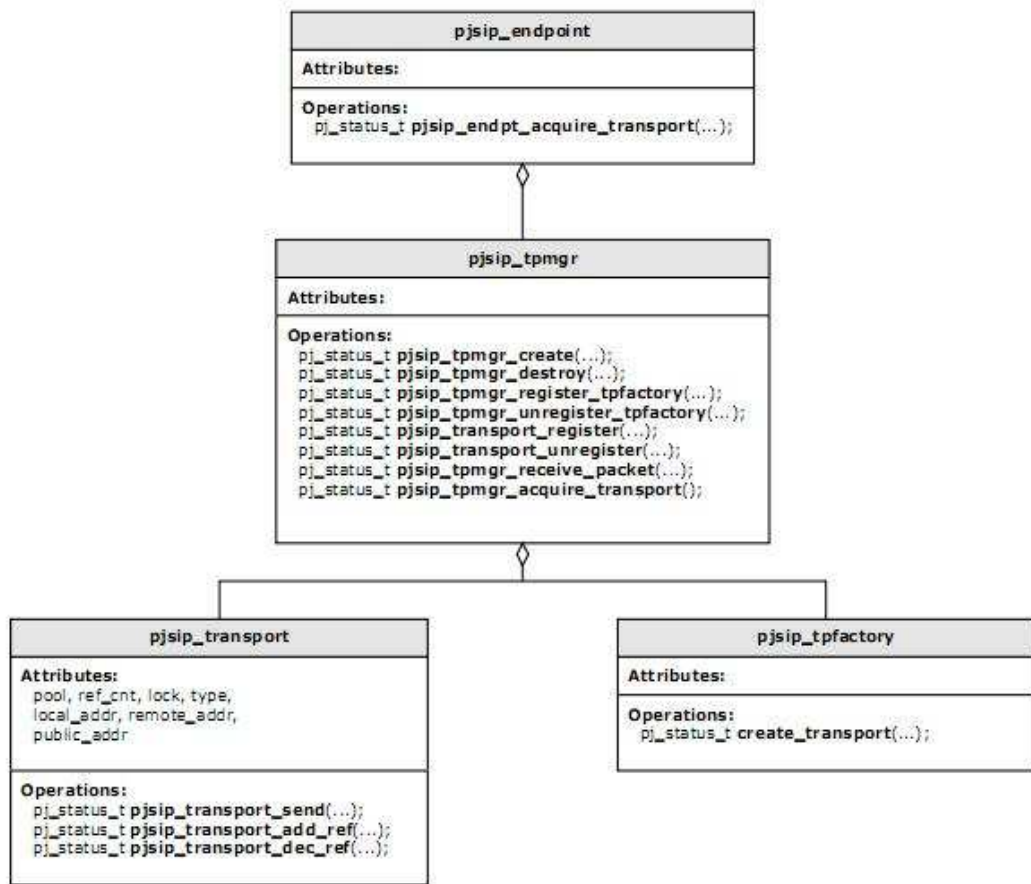 pjsip_endpoint
Attributes:
Operations:
pj_status_t pjsip_endpt_acquire_transport(...);
pjsip_tpmgr
Attributes:
Operations:
pj_status_t pjsip_tpmgr_create(...);
pj_status_t pjsip_tpmgr_destroy(...);
pj_status_t pjsip_tpmgr_register_tpfactory(...);
pj_status_t pjsip_tpmgr_unregister_tpfactory(...);
pj_status_t pjsip_transport_register(...);
pj_status_t pjsip_transport_unregister(...);
pj_status_t pjsip_tpmgr_receive_packet(...);
pj_status_t pjsip_tpmgr_acquire_transport();
pjsip_transport
Attributes:
pool, ref_cnt, lock, type,
local_addr, remote_addr,
public_addr
Operations:
pj_status_t pjsip_transport_send(...);
pj_status_t pjsip_transport_add_ref(...);
pj_status_t pjsip_transport_dec_ref(...);
pjsip_tpfactory
Attributes:
Operations:
pj_status_t create_transport(...);